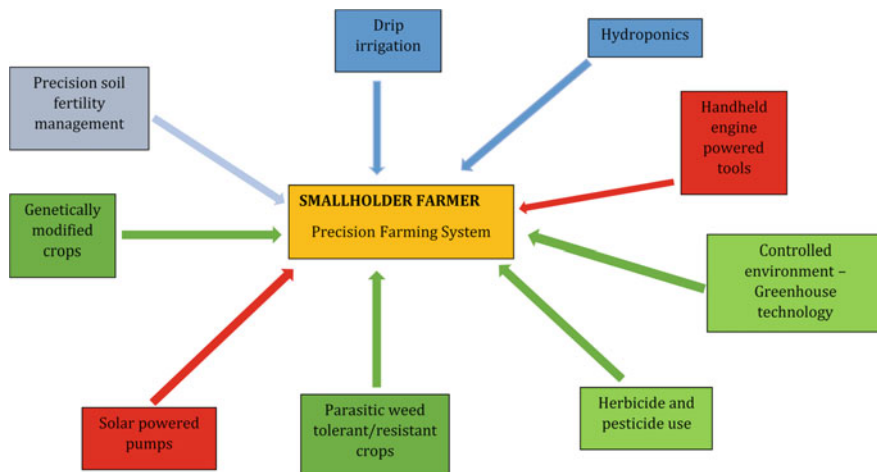 Drip
irrigation
Hydroponics
Precision soil
fertility
management
Handheld
engine
powered
tools
SMALLHOLDER FARMER
Precision Farming System
Genetically
modified
crops
Controlled
environment –
Greenhouse
technology
Solar powered
pumps
Parasitic weed
tolerant/resistant
crops
Herbicide and
pesticide use